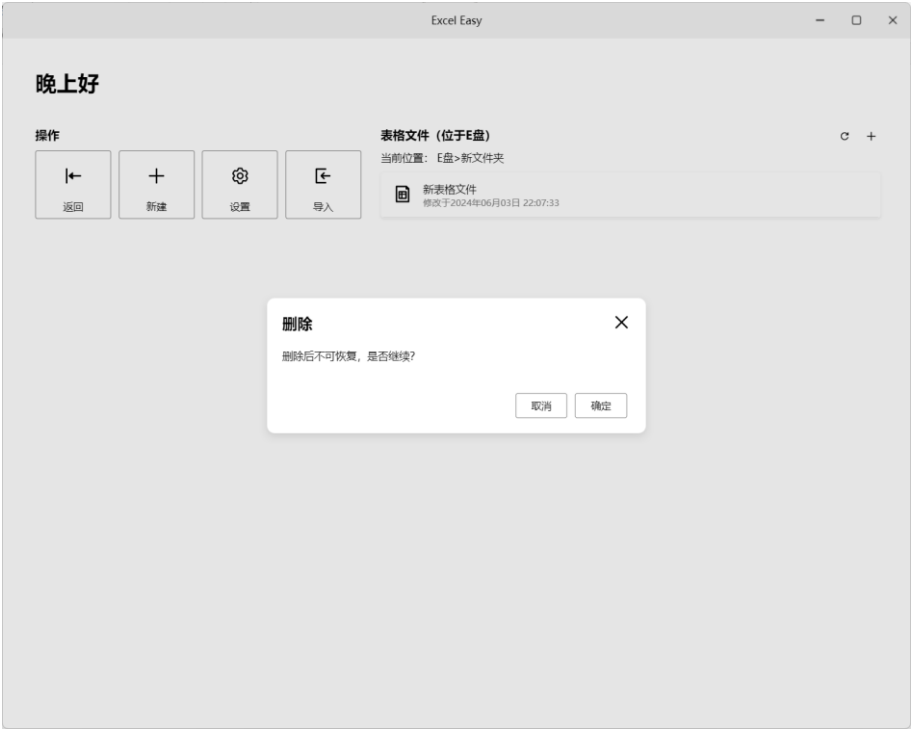 Excel Easy
晚上好
操作
返回
新建
设置
导入
表格文件（位于E盘）
当前位置： E盘>新文件夹
新表格文件
修改于2024年06月03日 22:07:33
删除
删除后不可恢复，是否继续?
取消
确定